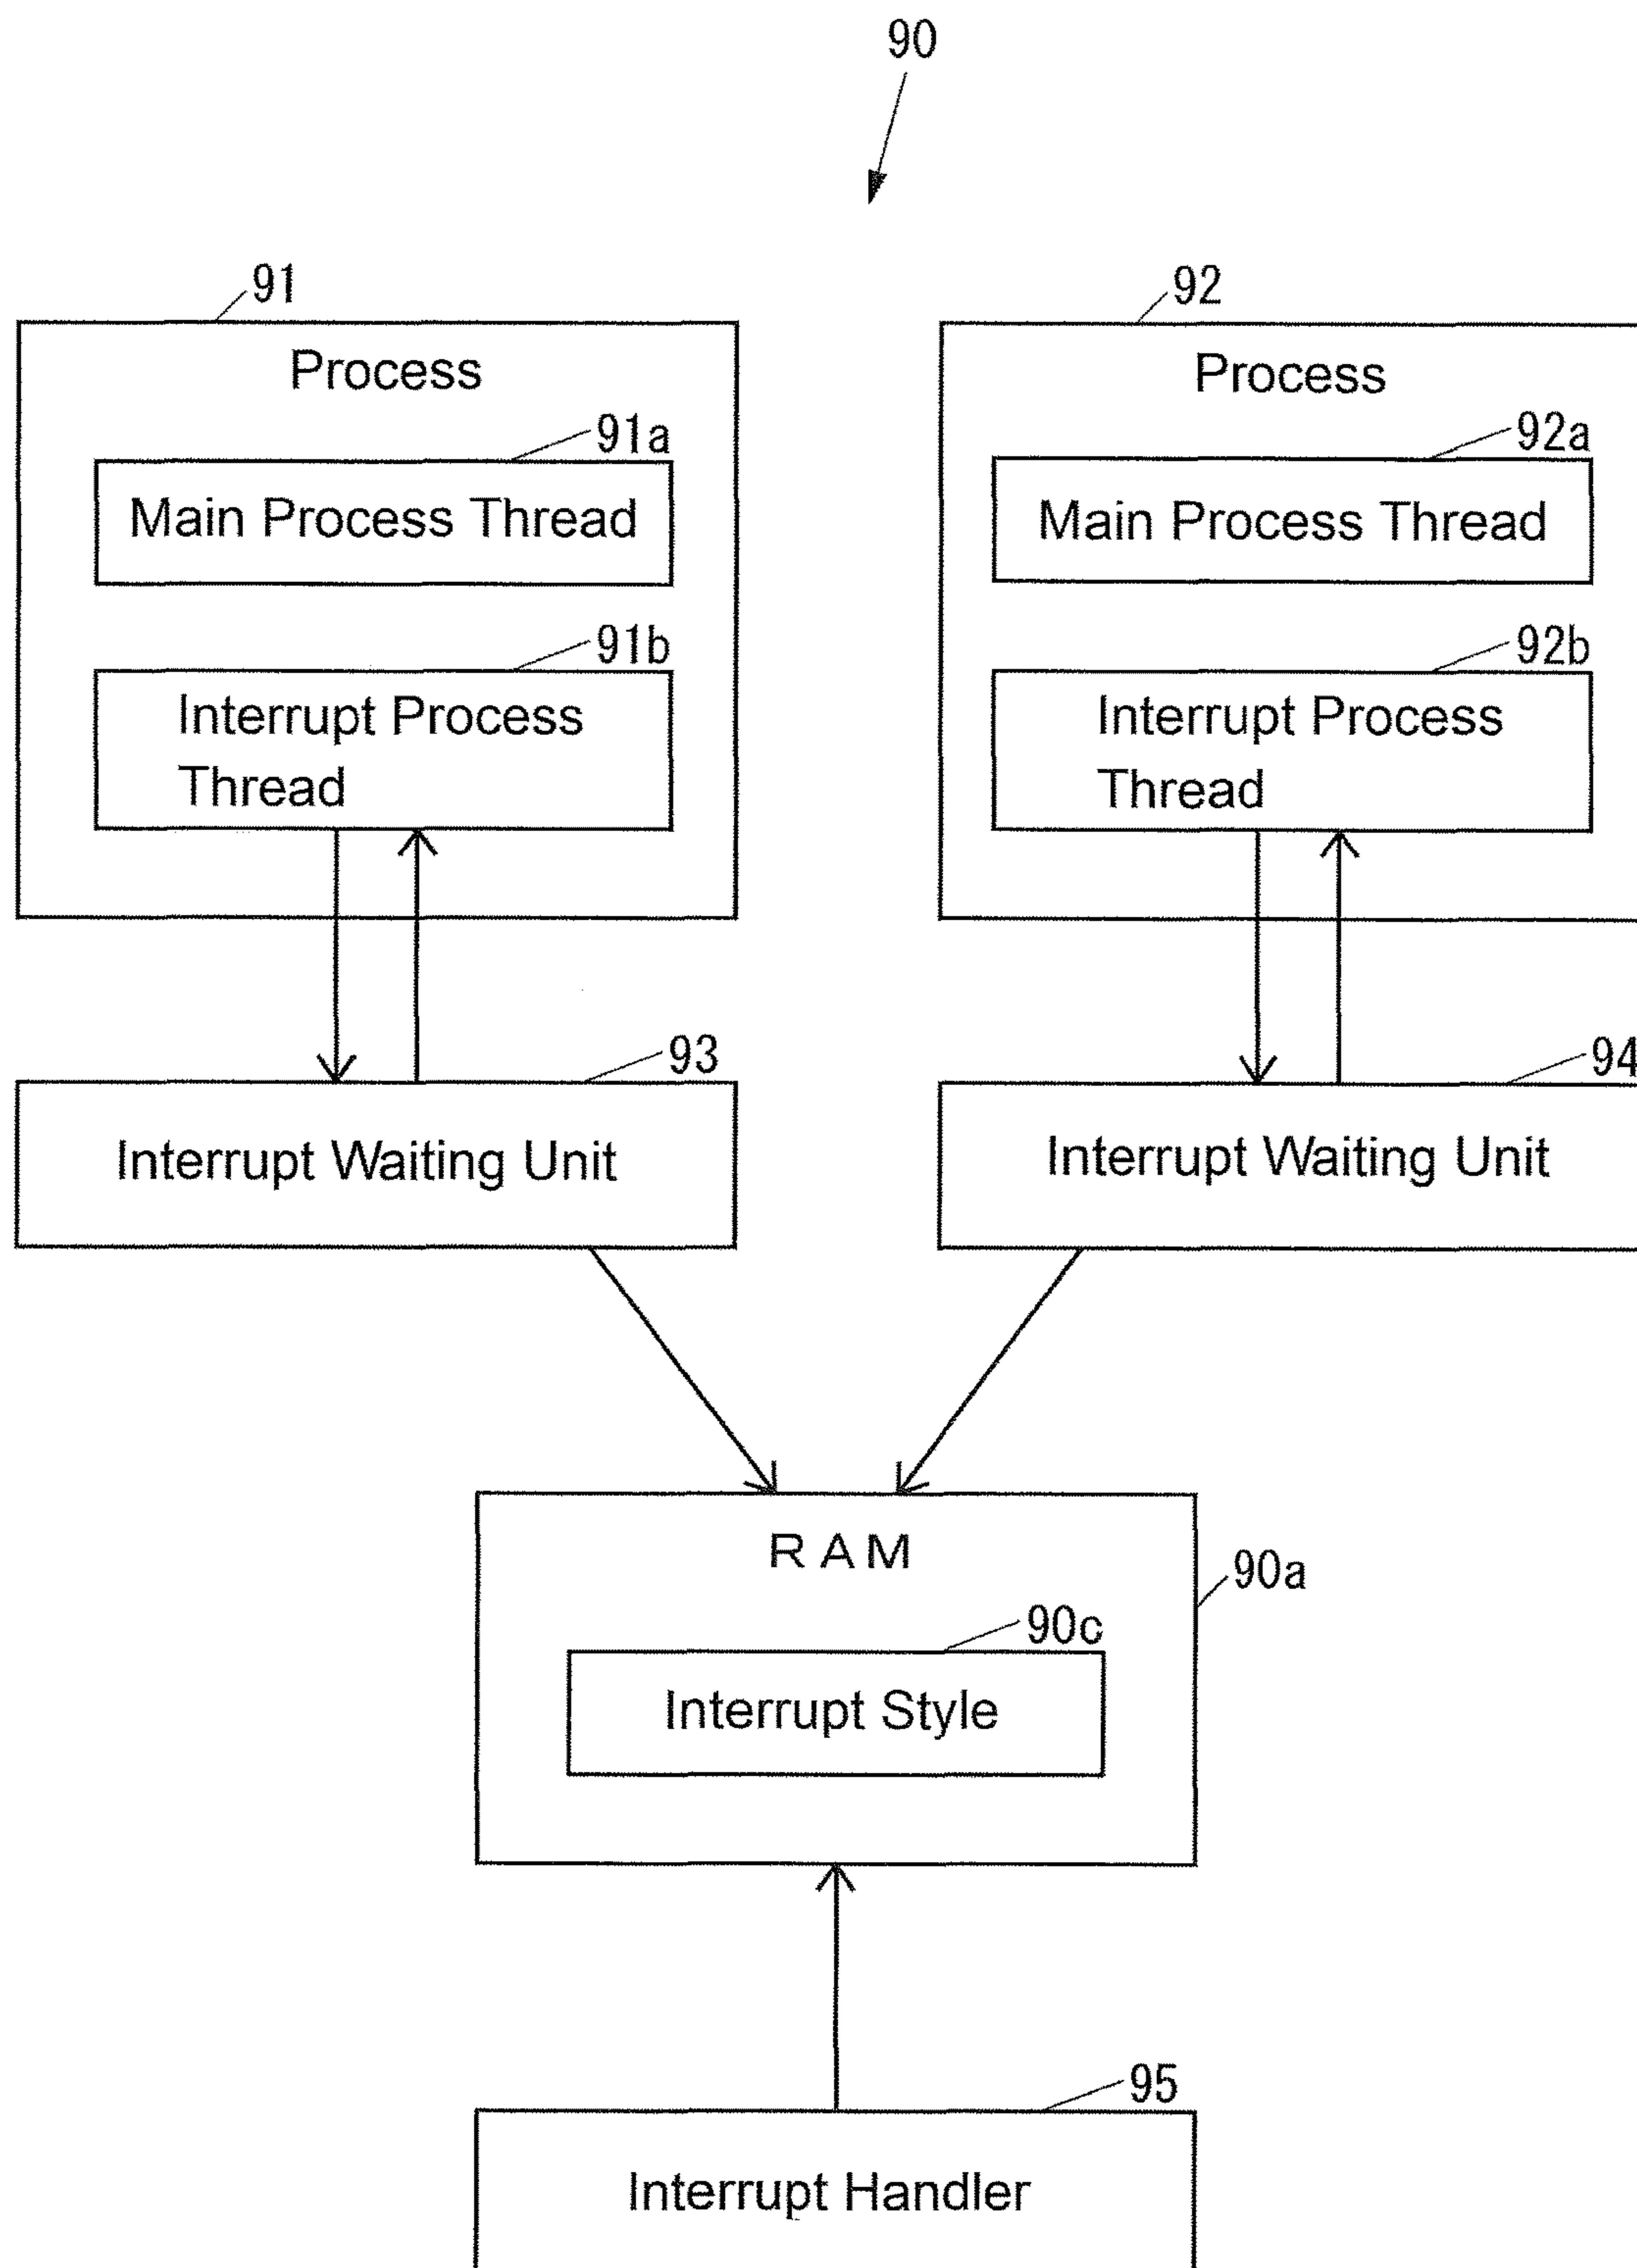 90
91
92
Process
Process
91a
92a
Main Process Thread
Main Process Thread
91b
92b
Interrupt Process
Thread
Interrupt Process
Thread
93
94
Interrupt Waiting Unit
Interrupt Waiting Unit
RAM
90a
90c
Interrupt Style
95
Interrupt Handler